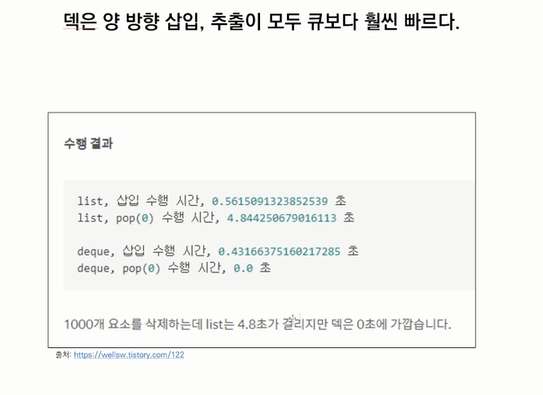 덱은 양 방향 삽입, 추출이 모두 큐보다 훨씬 빠르다.
수행 결과
list, 삽입 수행 시간, 0.5615091323852539 초
list, pop(0) 수행 시간, 4.844250679016113 초
deque, 삽입 수행 시간, 0.43166375160217285 초
deque, pop(0) 수행 시간, 0.0 초
1000개 요소를 삭제하는데 list는 4.8초가 걸리지만 덱은 0초에 가깝습니다.
출처: https://wellsw.tistory.com/122